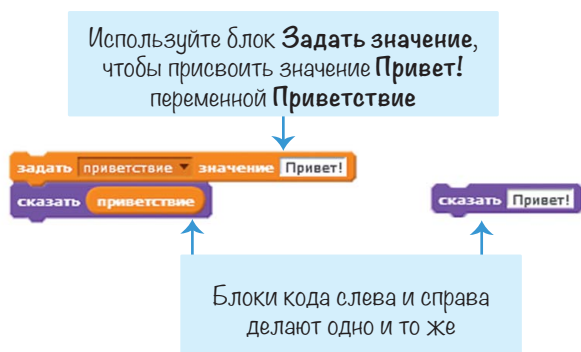 Используйте блок Задать значение,
чтобы присвоить значение Привет!
переменной Приветствие
задать приветствие значение Привет!
сказать приветствие
сказать Привет!
Блоки кода слева и справа
делают одно и то же